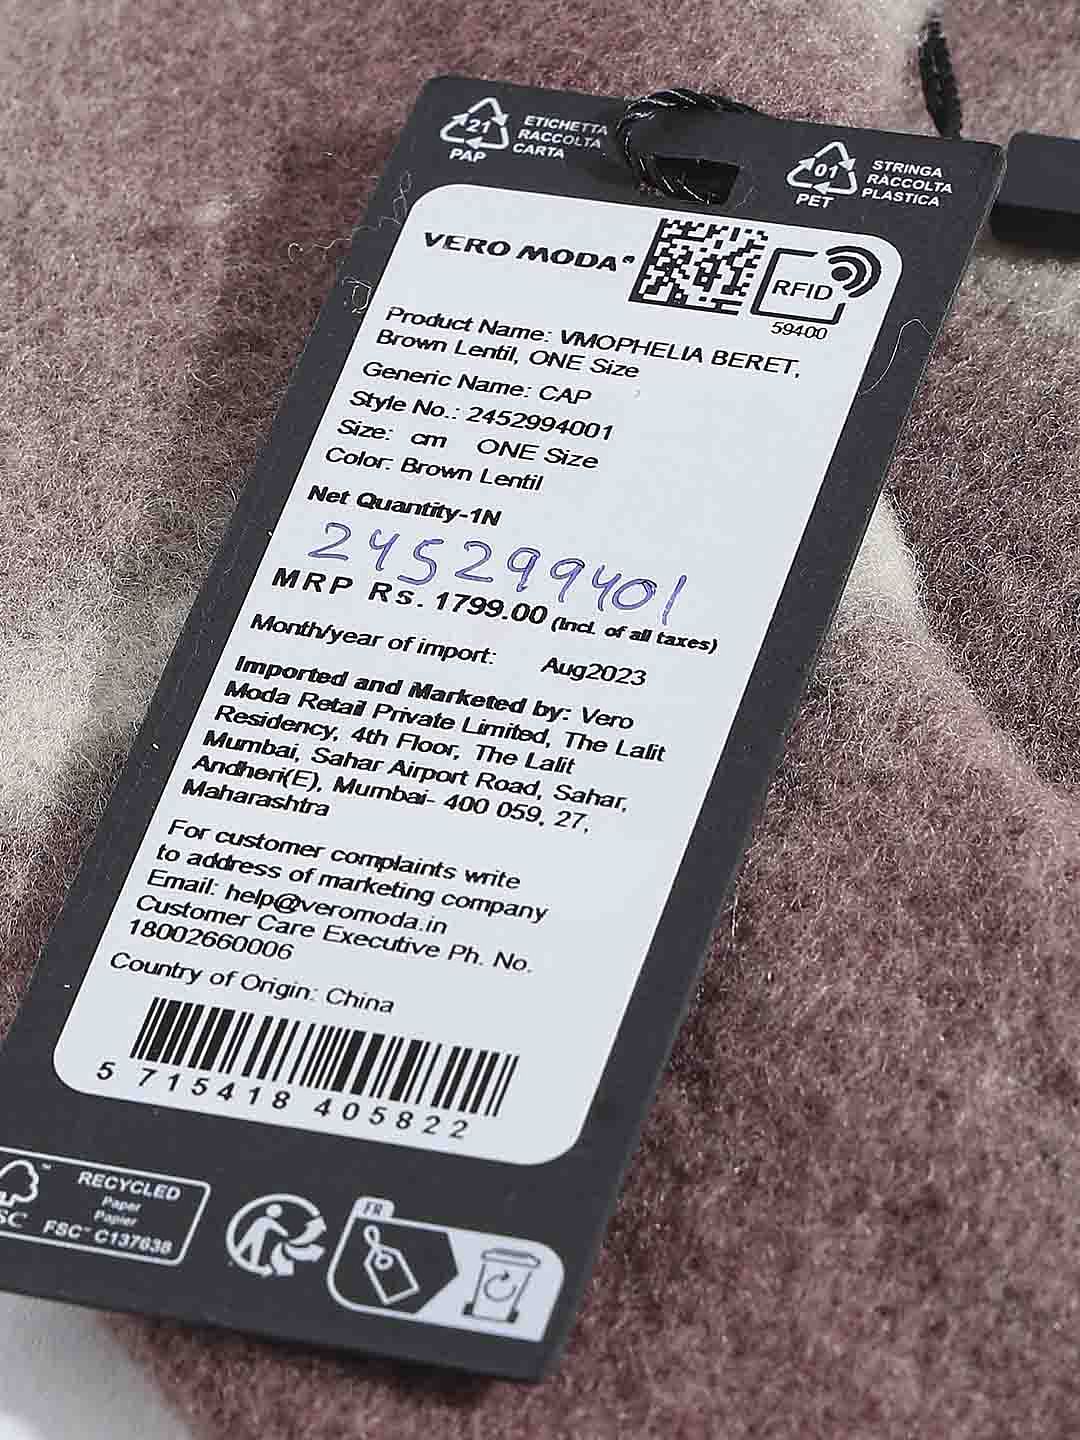 21
PAP
ETICHETTA
RACCOLTA
CARTA
01
PET
STRINGA
RACCOLTA
PLASTICA
VERO MODA®
RFID
59400
Product Name: VMOPHELIA BERET,
Brown Lentil, ONE Size
Generic Name: CAP
Style No.: 2452994001
Size: cm ONE Size
Color: Brown Lentil
Net Quantity-1N
245299401
MRP Rs. 1799.00 (Incl. of all taxes)
Month/year of import: Aug2023
Imported and Marketed by: Vero
Moda Retail Private Limited, The Lalit
Residency, 4th Floor, The Lalit
Mumbai, Sahar Airport Road, Sahar,
Andheri(E), Mumbai- 400 059, 27,
Maharashtra
For customer complaints write
to address of marketing company
Email: help@veromoda.in
Customer Care Executive Ph. No.
18002660006
Country of Origin: China
5 715418 405822
RECYCLED
Paper
Papier
FSC™ C137638
FR